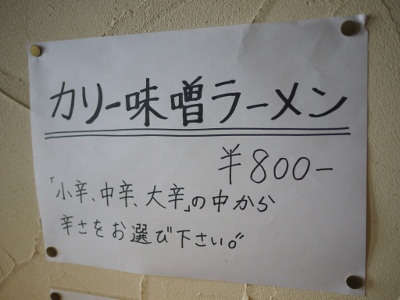 カリー味噌ラーメン
¥800-
「小辛、中辛、大辛」の中から
辛さをお選び下さい。